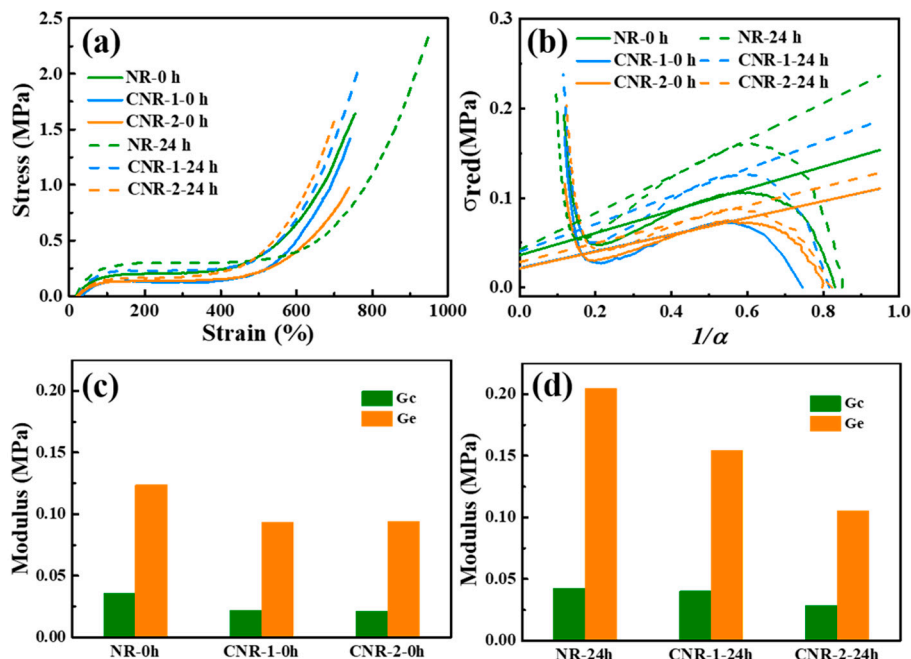 (a)
NR-0 h
CNR-1-0 h
CNR-2-0 h
NR-24 h
CNR-1-24 h
CNR-2-24 h
Stress (MPa)
2.5
2.0
1.5
1.0
0.5
0.0
0 200 400 600 800 1000
Strain (%)
(b)
NR-0 h NR-24 h
CNR-1-0 h CNR-1-24 h
CNR-2-0 h CNR-2-24 h
σred(MPa)
0.3
0.2
0.1
0.0
0.0 0.2 0.4 0.6 0.8 1.0
1/α
(c)
Gc
Ge
Modulus (MPa)
0.20
0.15
0.10
0.05
0.00
NR-0h CNR-1-0h CNR-2-0h
(d)
Gc
Ge
Modulus (MPa)
0.20
0.15
0.10
0.05
0.00
NR-24h CNR-1-24h CNR-2-24h